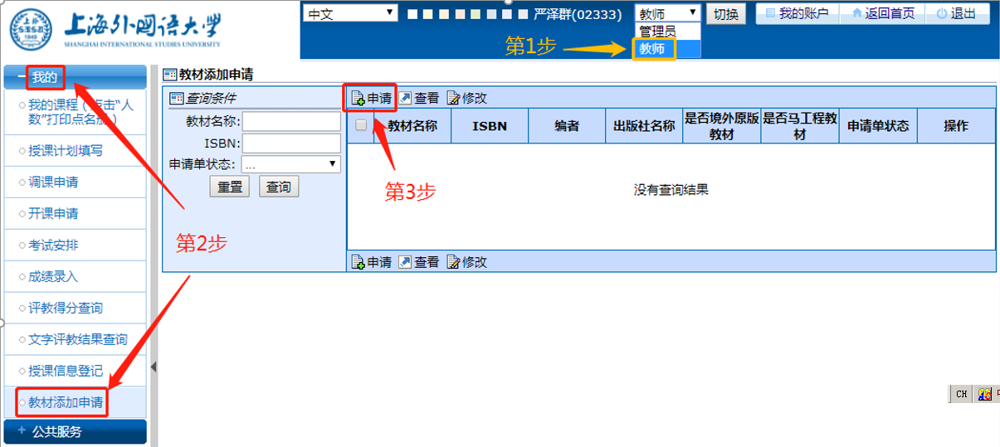 上海外国语大学
SHANGHAI INTERNATIONAL STUDIES UNIVERSITY
1949
中文
严泽群(02333)
教师
切换
我的账户
返回首页
退出
管理员
教师
第1步
我的
我的课程（点击“人
数”打印点名册）
授课计划填写
调课申请
开课申请
考试安排
成绩录入
评教得分查询
文字评教结果查询
授课信息登记
教材添加申请
公共服务
教材添加申请
查询条件
教材名称:
ISBN:
申请单状态: ...
重置 查询
第2步
申请 查看 修改
教材名称 ISBN 编者 出版社名称 是否境外原版 是否马工程教 申请单状态 操作
教材 材
第3步
没有查询结果
申请 查看 修改
CH